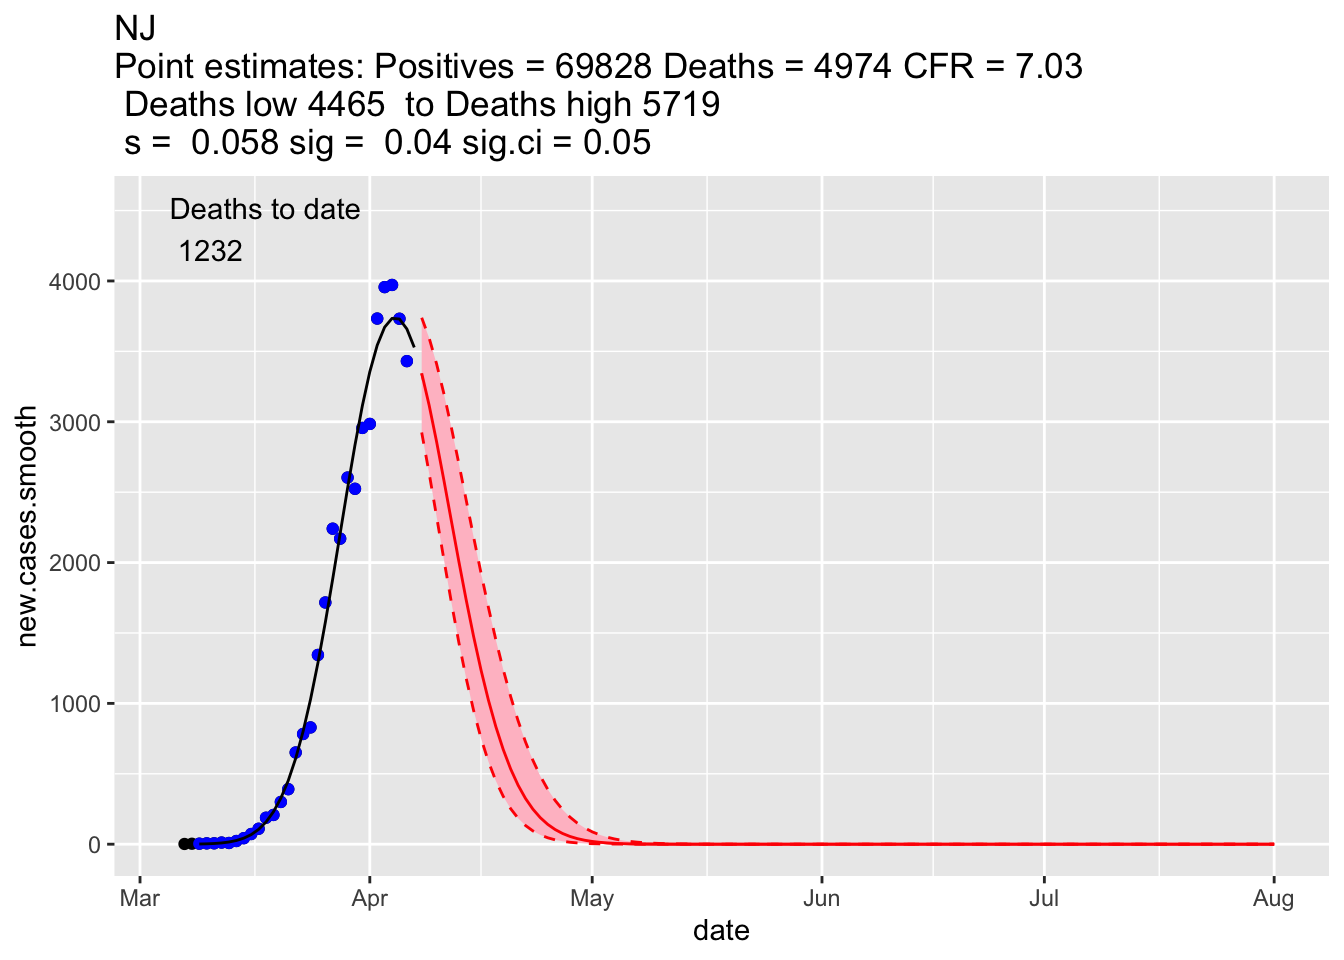 NJ
Point estimates: Positives = 69828 Deaths = 4974 CFR = 7.03
Deaths low 4465  to Deaths high 5719
s =  0.058 sig =  0.04 sig.ci = 0.05
Deaths to date
1232
4000
3000
2000
1000
0
new.cases.smooth
Mar Apr May Jun Jul Aug
date